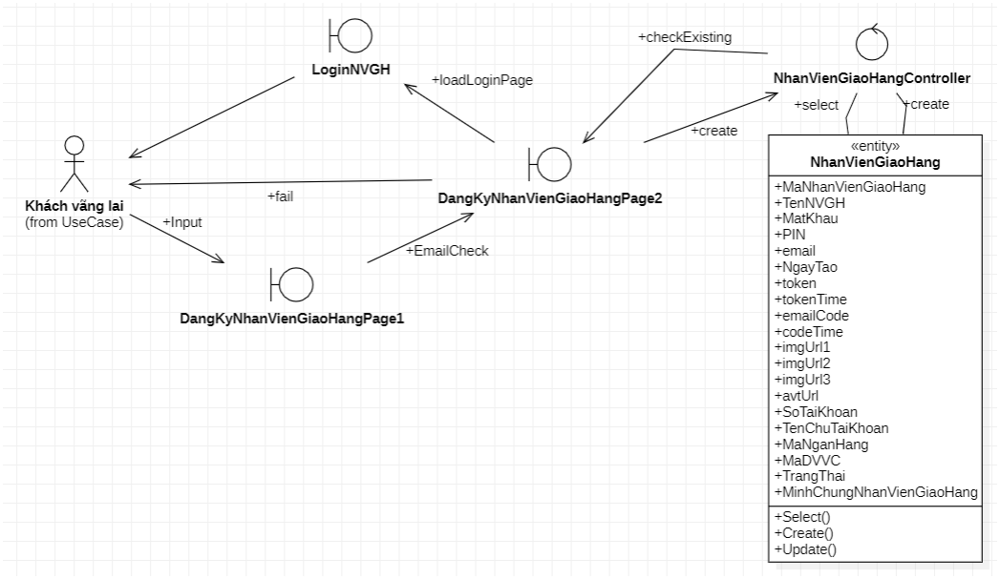 +checkExisting
LoginNVGH
NhanVienGiaoHangController
+loadLoginPage
+select
+create
+create
«entity»
NhanVienGiaoHang
+MaNhanVienGiaoHang
+TenNVGH
+MatKhau
+PIN
+email
+NgayTao
+token
+tokenTime
+emailCode
+codeTime
+imgUrl1
+imgUrl2
+imgUrl3
+avtUrl
+SoTaiKhoan
+TenChuTaiKhoan
+MaNganHang
+MaDVVC
+TrangThai
+MinhChungNhanVienGiaoHang
+Select()
+Create()
+Update()
DangKyNhanVienGiaoHangPage2
+fail
Khách vãng lai
(from UseCase)
+Input
+EmailCheck
DangKyNhanVienGiaoHangPage1